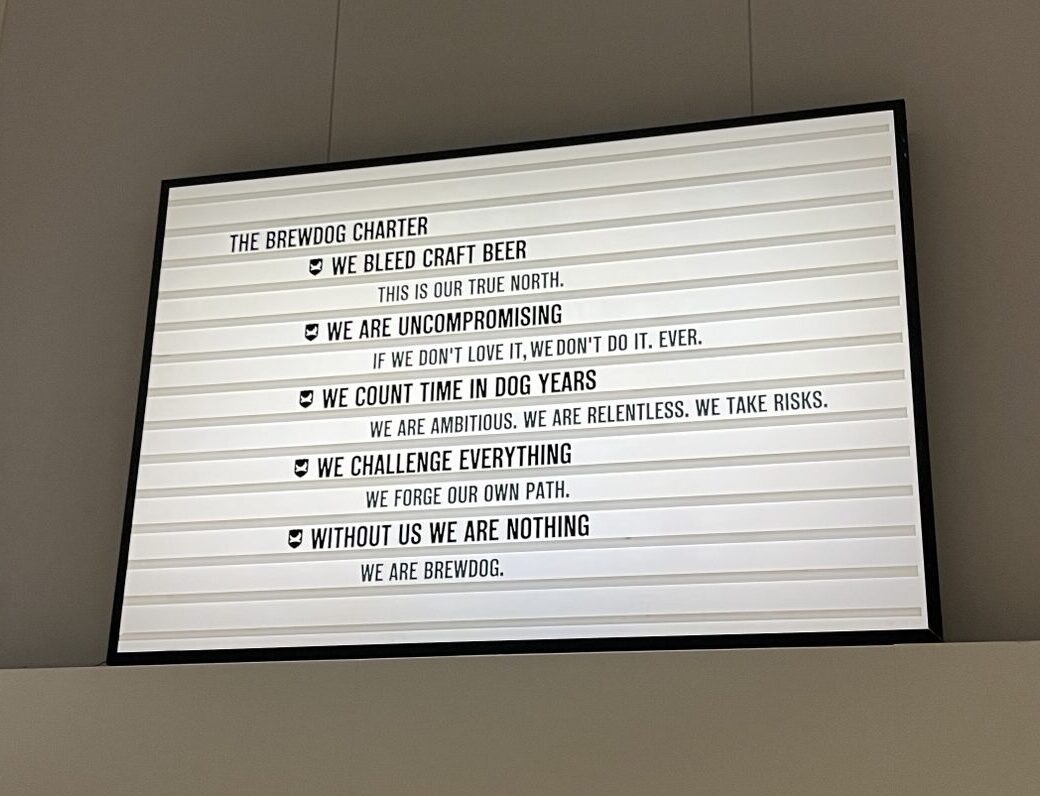 THE BREWDOG CHARTER
WE BLEED CRAFT BEER
THIS IS OUR TRUE NORTH.
WE ARE UNCOMPROMISING
IF WE DON'T LOVE IT, WE DON'T DO IT. EVER.
WE COUNT TIME IN DOG YEARS
WE ARE AMBITIOUS. WE ARE RELENTLESS. WE TAKE RISKS.
WE CHALLENGE EVERYTHING
WE FORGE OUR OWN PATH.
WITHOUT US WE ARE NOTHING
WE ARE BREWDOG.